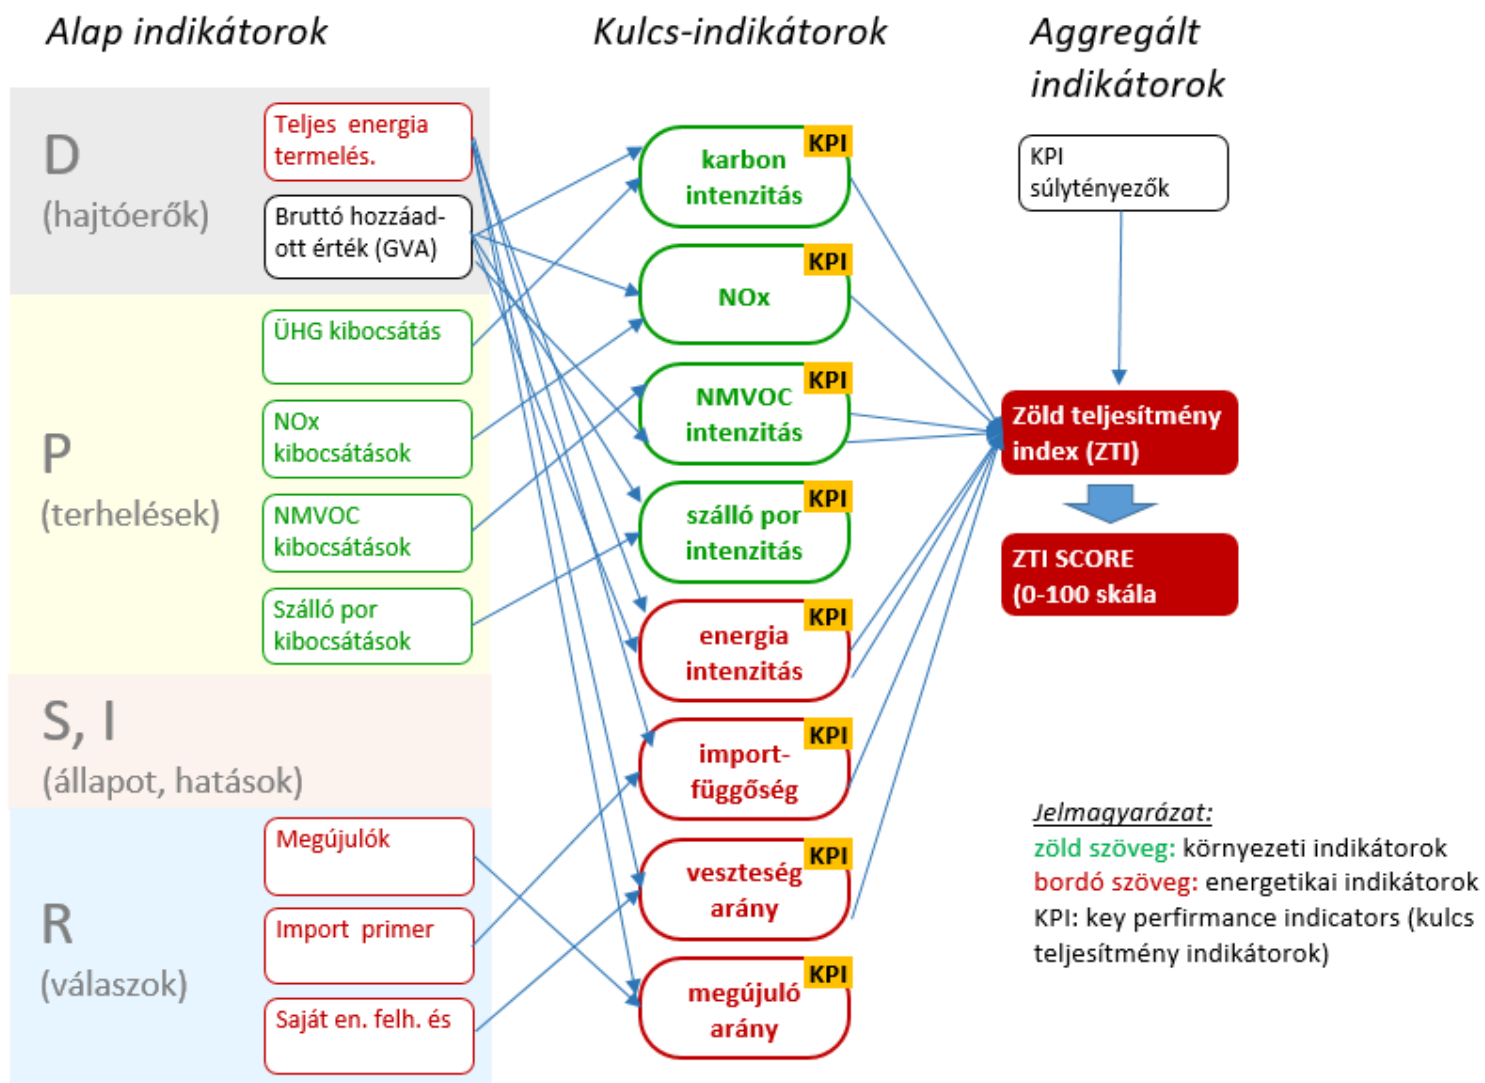 Alap indikátorok
Kulcs-indikátorok
Aggregált
indikátorok
D
(hajtóerők)
Teljes energia
termelés.
Bruttó hozzáad-
ott érték (GVA)
P
(terhelések)
ÜHG kibocsátás
NOx
kibocsátások
NMVOC
kibocsátások
Szálló por
kibocsátások
S, I
(állapot, hatások)
R
(válaszok)
Megújulók
Import primer
Saját en. felh. és
KPI
karbon
intenzitás
KPI
NOx
KPI
NMVOC
intenzitás
KPI
szálló por
intenzitás
KPI
energia
intenzitás
KPI
import-
függőség
KPI
veszteség
arány
KPI
megújuló
arány
KPI
súlytényezők
Zöld teljesítmény
index (ZTI)
ZTI SCORE
(0-100 skála
Jelmagyarázat:
zöld szöveg: környezeti indikátorok
bordó szöveg: energetikai indikátorok
KPI: key perfirmance indicators (kulcs
teljesítmény indikátorok)